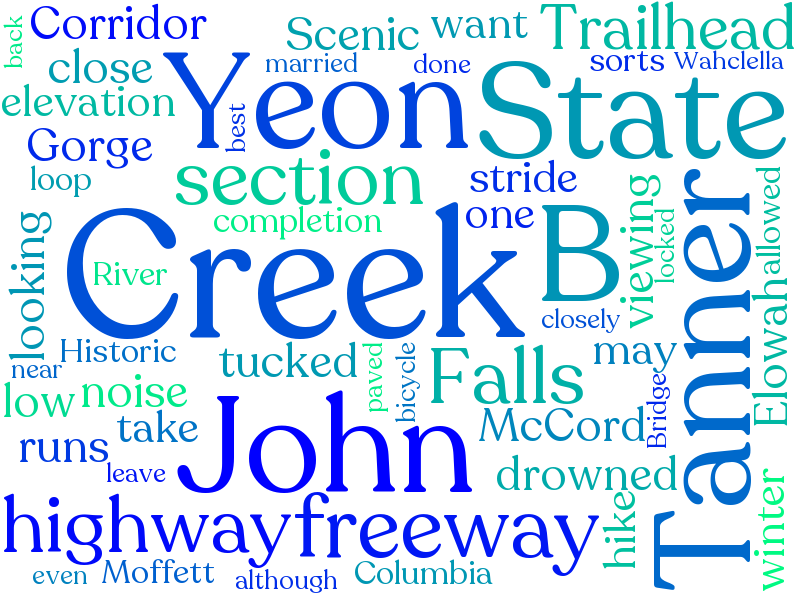 back
Corridor
Scenic
want
Trailhead
close
married
done
sorts
Wahclella
elevation
Yeon
State
best
Gorge
loop
section
stride
one
completion
Creek
B
viewing
locked
Tanner
allowed
looking
River
closely
Historic
near
tucked
paved
bicycle
Falls
may
Elowah
low
noise
take
runs
John
McCord
Bridge
leave
drowned
highway
freeway
hike
winter
even
Moffett
although
Columbia